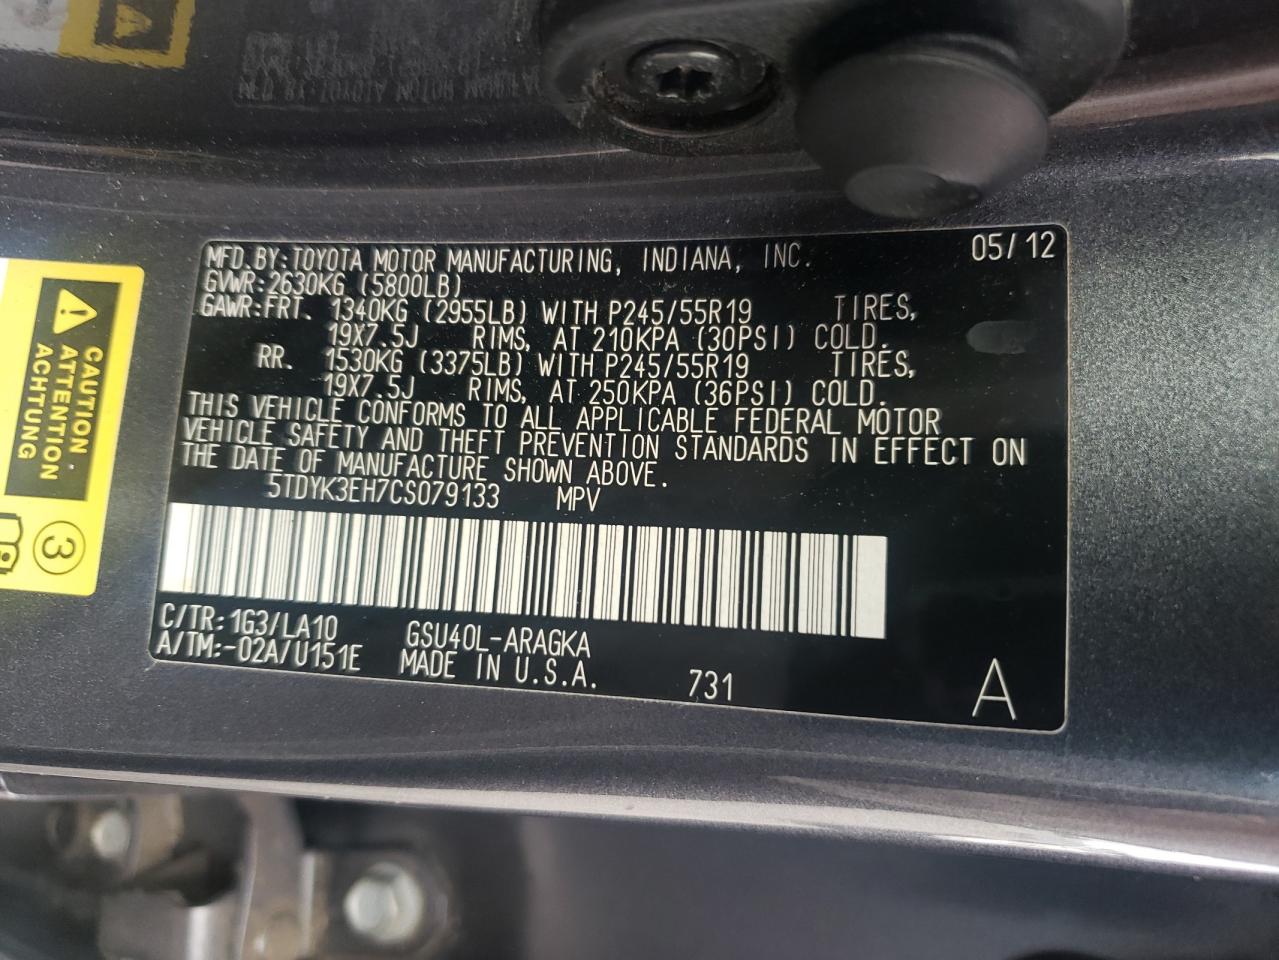 MFD.BY:TOYOTA MOTOR MANUFACTURING, INDIANA, INC. 05/12
GVWR:2630KG (5800LB)
GAWR:FRT. 1340KG (2955LB) WITH P245/55R19 TIRES,
19X7.5J RIMS, AT 210KPA (30PSI) COLD.
RR. 1530KG (3375LB) WITH P245/55R19 TIRES,
19X7.5J RIMS, AT 250KPA (36PSI) COLD.
THIS VEHICLE CONFORMS TO ALL APPLICABLE FEDERAL MOTOR
VEHICLE SAFETY AND THEFT PREVENTION STANDARDS IN EFFECT ON
THE DATE OF MANUFACTURE SHOWN ABOVE.
5TDYK3EH7CS079133 MPV
C/TR:1G3/LA10 GSU40L-ARAGKA
A/TM:-02A/U151E MADE IN U.S.A. 731 A
CAUTION
ATTENTION
ACHTUNG
3